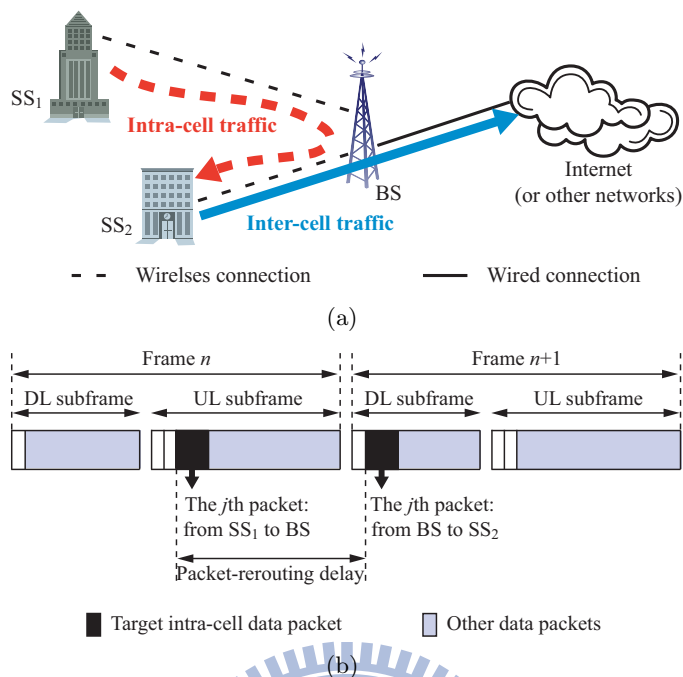 SS1
Intra-cell traffic
SS2
BS
Inter-cell traffic
Internet
(or other networks)
Wirelses connection
Wired connection
(a)
Frame n
Frame n+1
DL subframe
UL subframe
DL subframe
UL subframe
The jth packet:
from SS1 to BS
The jth packet:
from BS to SS2
Packet-rerouting delay
Target intra-cell data packet
Other data packets
(b)